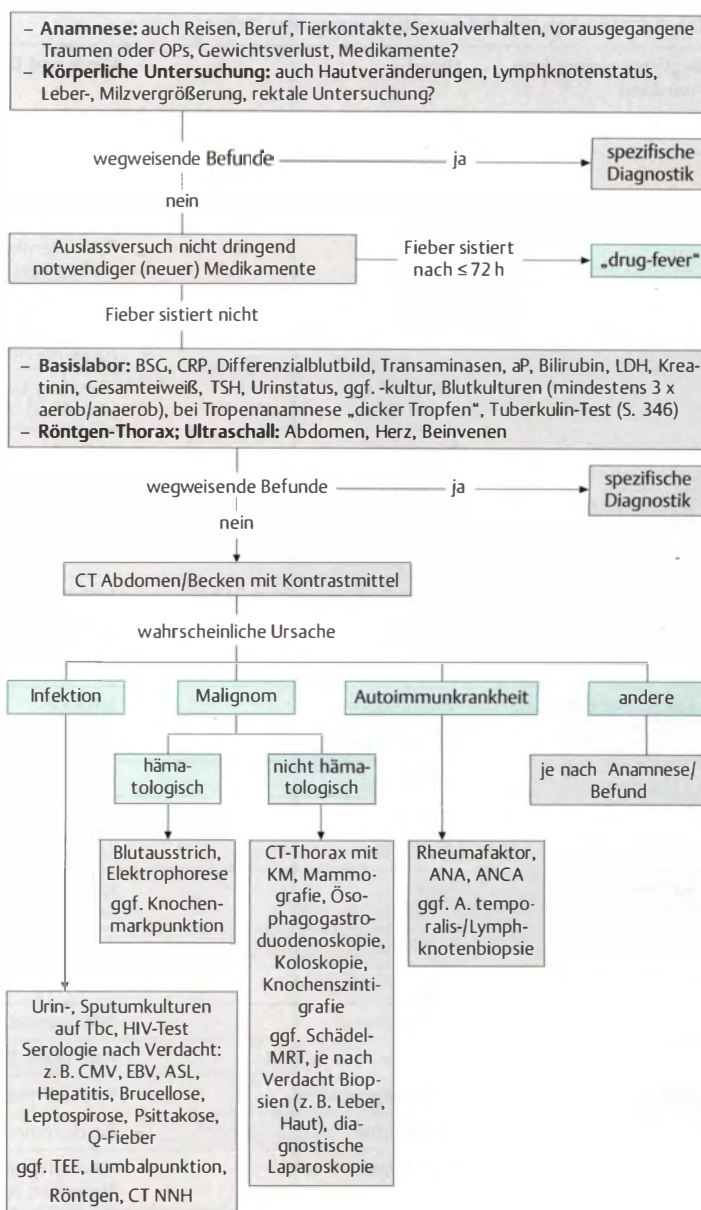 – Anamnese: auch Reisen, Beruf, Tierkontakte, Sexualverhalten, vorausgegangene
Traumen oder OPs, Gewichtsverlust, Medikamente?
– Körperliche Untersuchung: auch Hautveränderungen, Lymphknotenstatus,
Leber-, Milzvergrößerung, rektale Untersuchung?
wegweisende Befunde
ja
spezifische
Diagnostik
nein
Auslassversuch nicht dringend
notwendiger (neuer) Medikamente
Fieber sistiert
nach ≤ 72 h
„drug-fever“
Fieber sistiert nicht
– Basislabor: BSG, CRP, Differenzialblutbild, Transaminasen, aP, Bilirubin, LDH, Krea-
tinin, Gesamteiweiß, TSH, Urinstatus, ggf. -kultur, Blutkulturen (mindestens 3 x
aerob/anaerob), bei Tropenanamnese „dicker Tropfen“, Tuberkulin-Test (S. 346)
– Röntgen-Thorax; Ultraschall: Abdomen, Herz, Beinvenen
wegweisende Befunde
ja
spezifische
Diagnostik
nein
CT Abdomen/Becken mit Kontrastmittel
wahrscheinliche Ursache
Infektion
Malignom
Autoimmunkrankheit
andere
häma-
tologisch
nicht häma-
tologisch
je nach Anamnese/
Befund
Blutausstrich,
Elektrophorese
ggf. Knochen-
markpunktion
CT-Thorax mit
KM, Mammo-
grafie, Öso-
phagogastro-
duodenoskopie,
Koloskopie,
Knochenszinti-
grafie
ggf. Schädel-
MRT, je nach
Verdacht Biop-
sien (z. B. Leber,
Haut), dia-
gnostische
Laparoskopie
Rheumafaktor,
ANA, ANCA
ggf. A. tempo-
ralis-/Lymph-
knotenbiopsie
Urin-, Sputumkulturen
auf Tbc, HIV-Test
Serologie nach Verdacht:
z. B. CMV, EBV, ASL,
Hepatitis, Brucellose,
Leptospirose, Psittakose,
Q-Fieber
ggf. TEE, Lumbalpunktion,
Röntgen, CT NNH